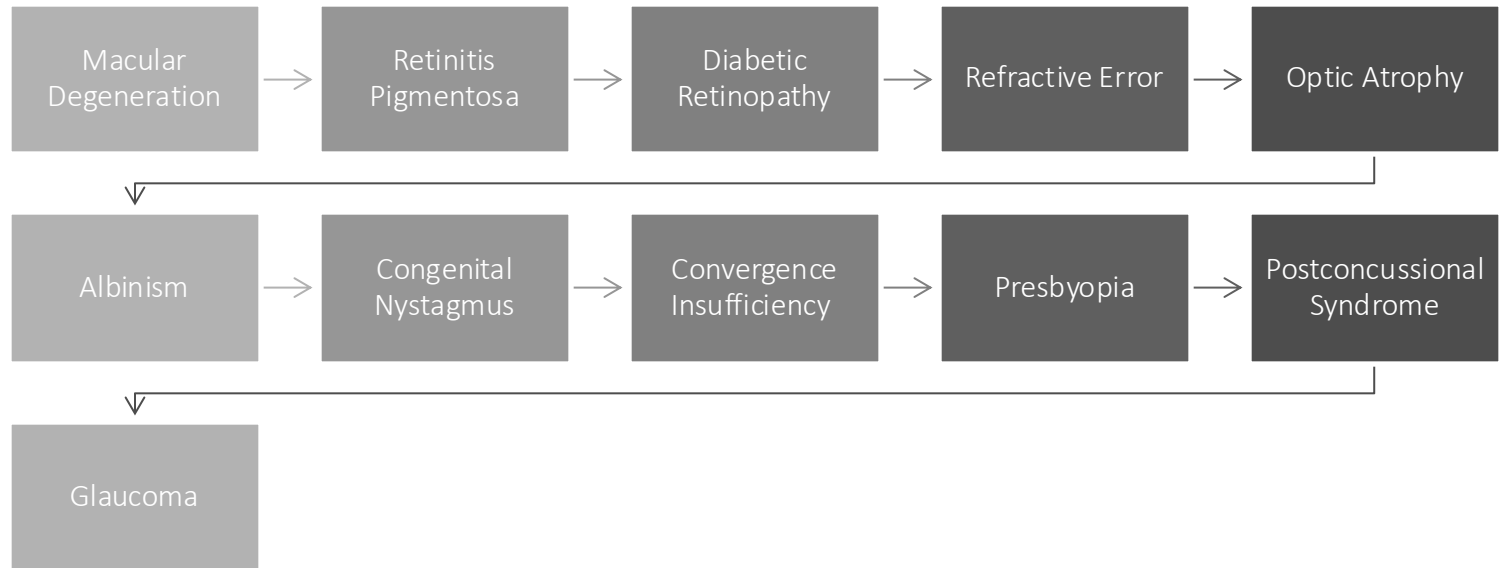 Macular
Degeneration
Retinitis
Pigmentosa
Diabetic
Retinopathy
Refractive Error
Optic Atrophy
Albinism
Congenital
Nystagmus
Convergence
Insufficiency
Presbyopia
Postconcussional
Syndrome
Glaucoma